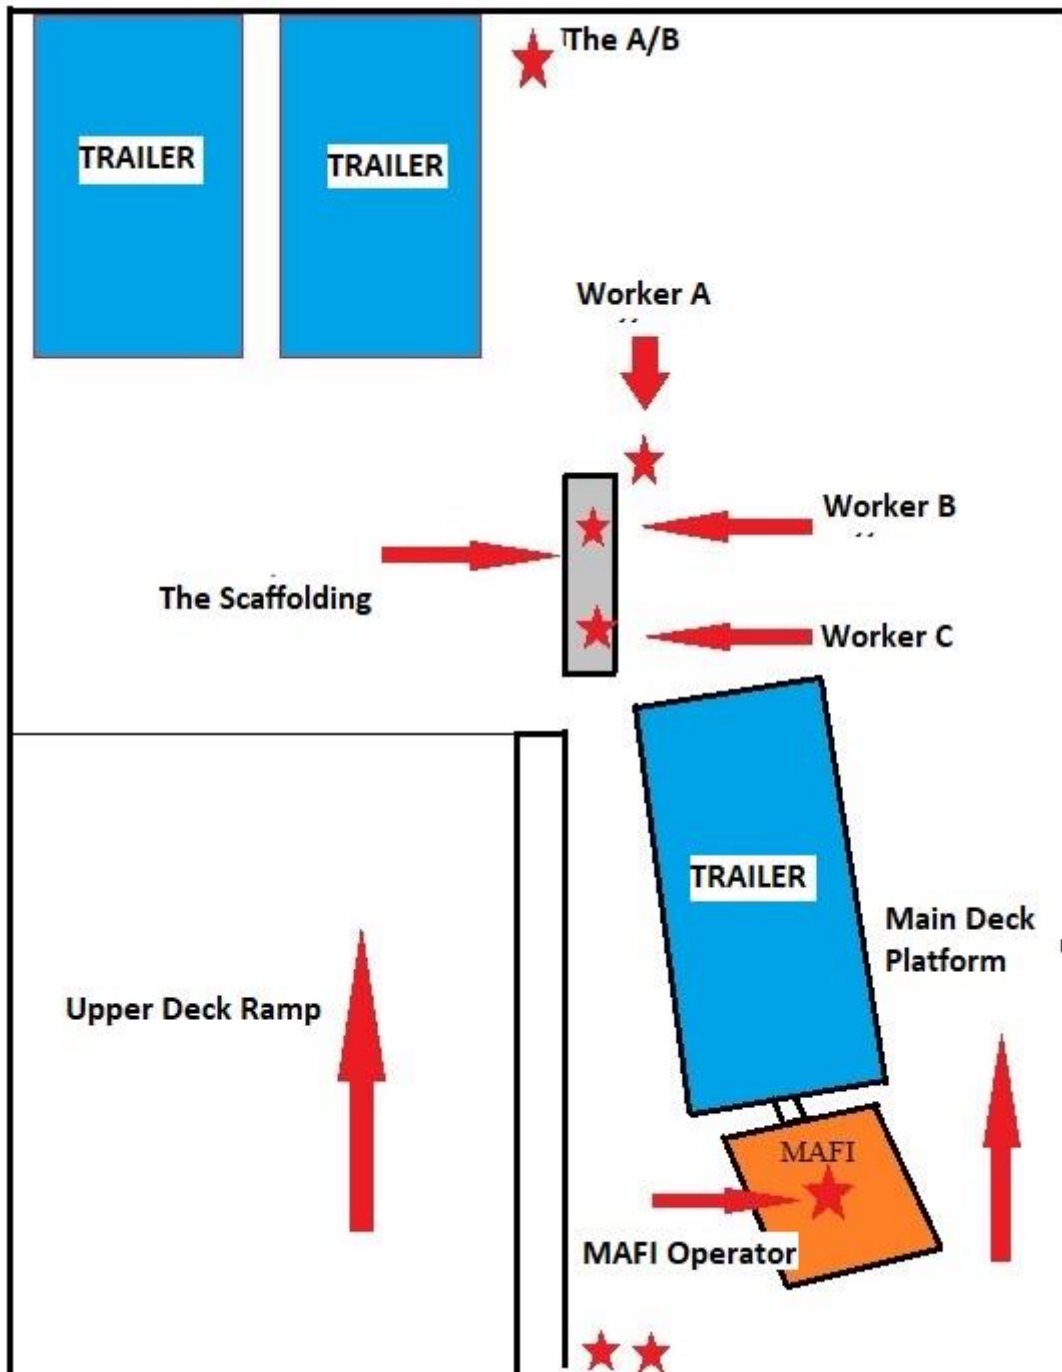 The A/B
TRAILER
TRAILER
Worker A
Worker B
The Scaffolding
Worker C
TRAILER
Main Deck
Platform
Upper Deck Ramp
MAFI
MAFI Operator